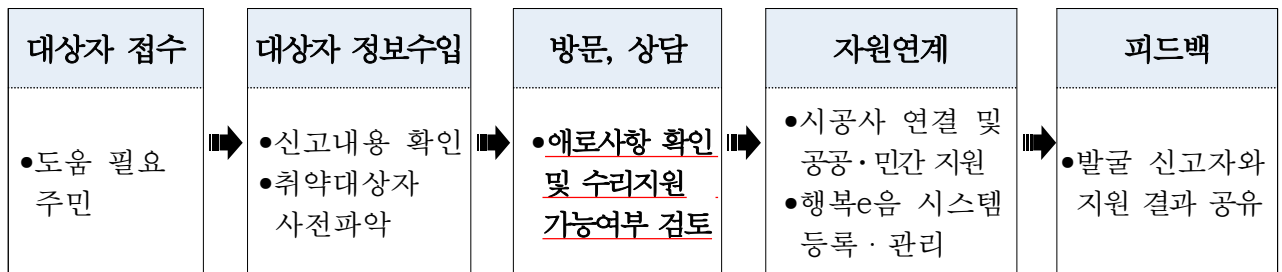 대상자 접수
●도움 필요
주민
대상자 정보수입
●신고내용 확인
●취약대상자
사전파악
방문, 상담
●애로사항 확인
및 수리지원
가능여부 검토
자원연계
●시공사 연결 및
공공·민간 지원
●행복e음 시스템
등록·관리
피드백
●발굴 신고자와
지원 결과 공유